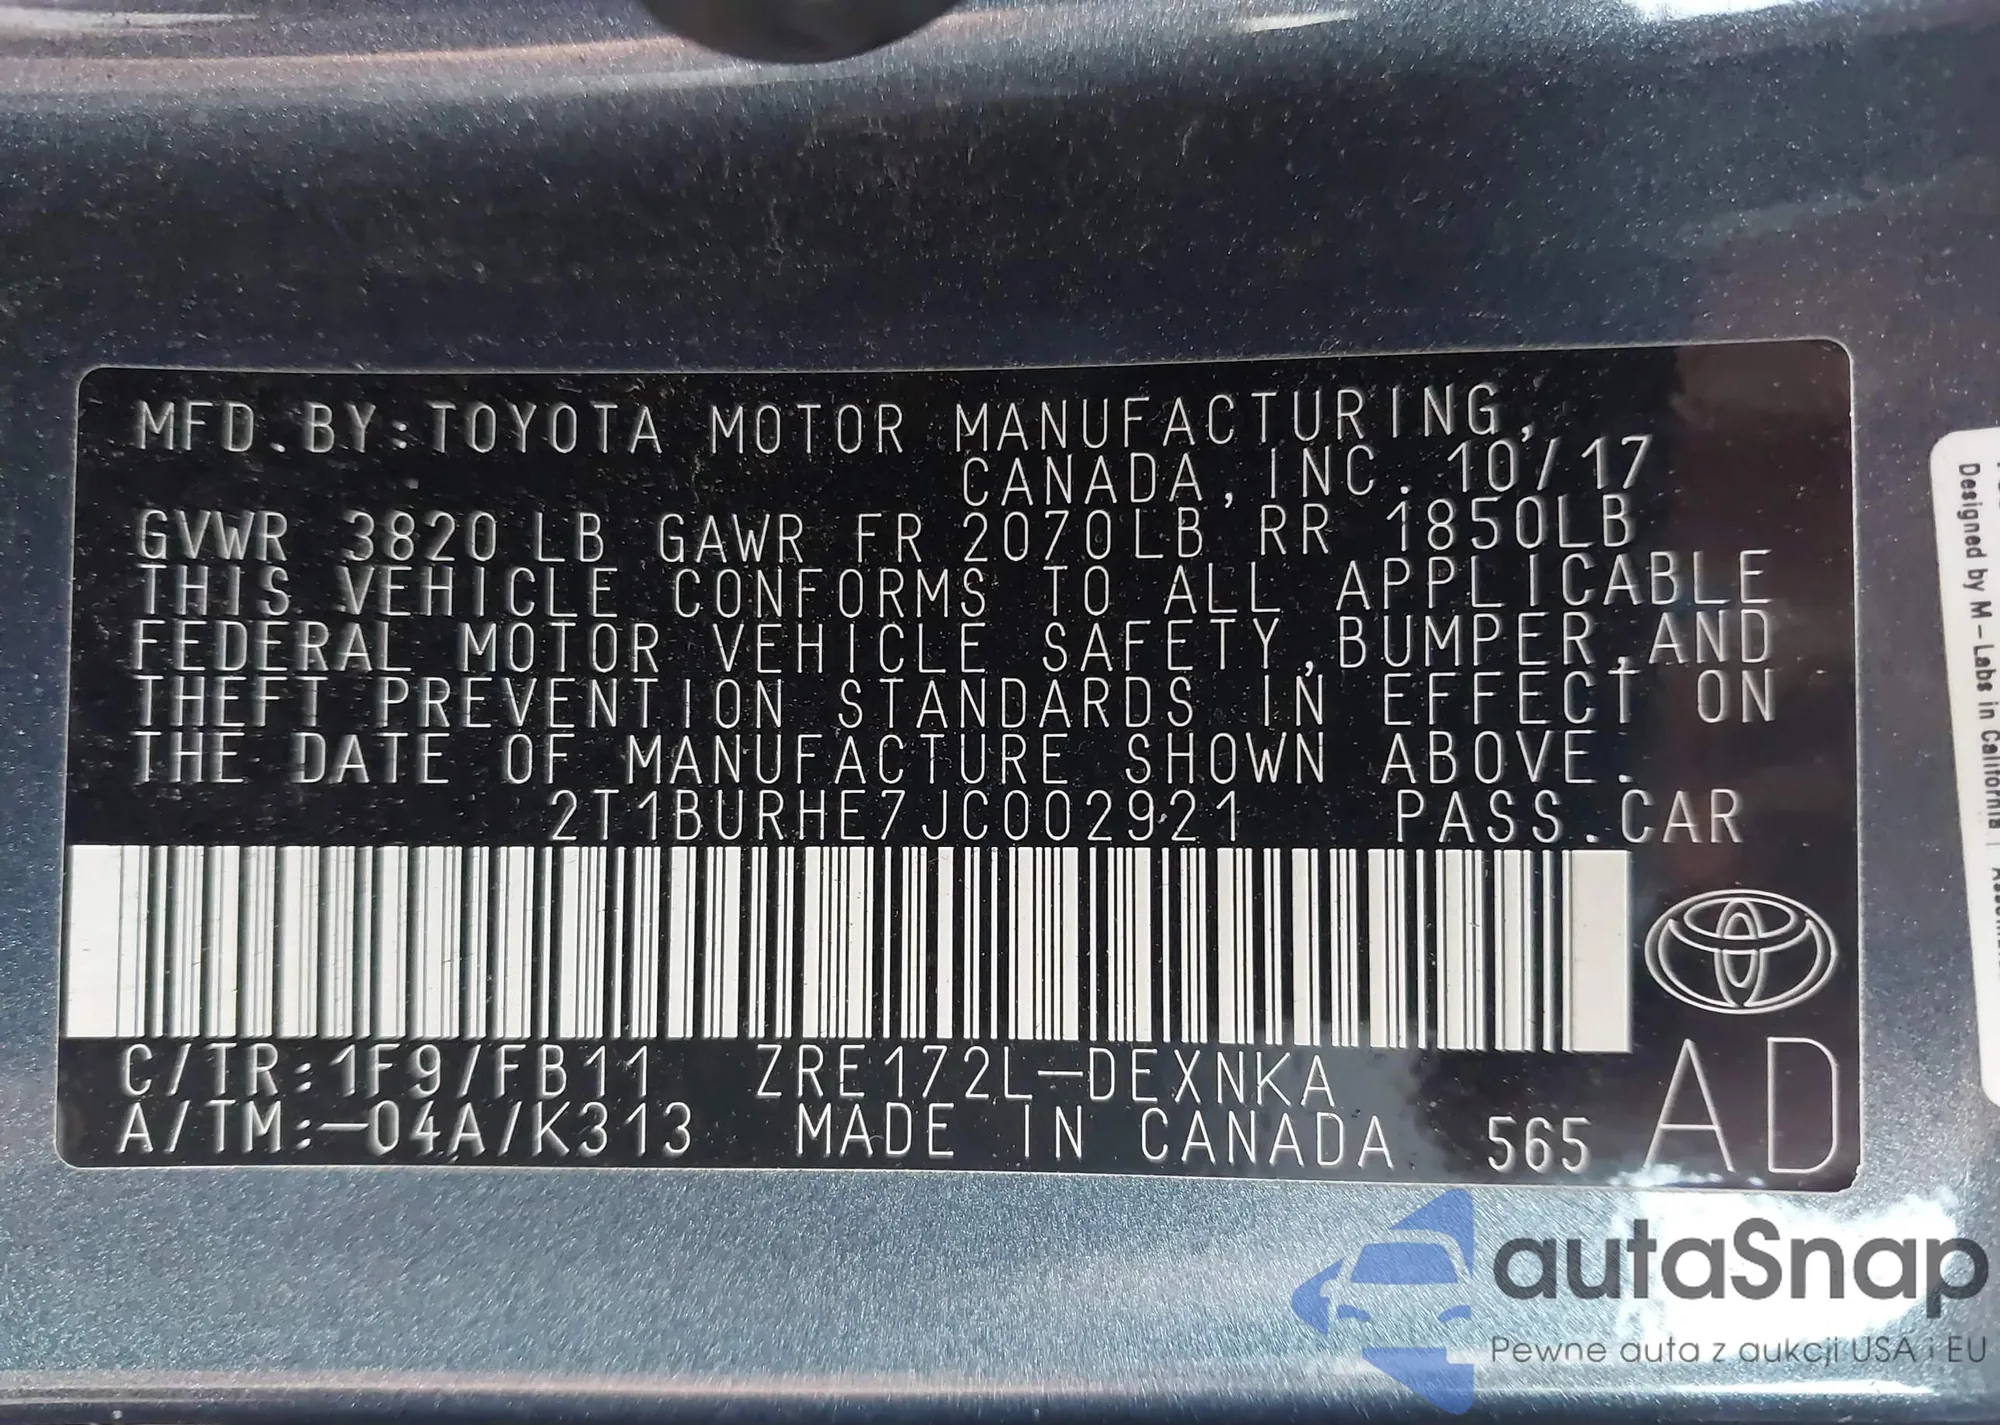 MFD.BY:TOYOTA MOTOR MANUFACTURING,
CANADA,INC. 10/17
GVWR 3820 LB GAWR FR 2070LB RR 1850LB
THIS VEHICLE CONFORMS TO ALL APPLICABLE
FEDERAL MOTOR VEHICLE SAFETY,BUMPER,AND
THEFT PREVENTION STANDARDS IN EFFECT ON
THE DATE OF MANUFACTURE SHOWN ABOVE.
2T1BURHE7JC002921 PASS.CAR
C/TR:1F9/FB11 ZRE172L-DEXNKA
A/TM:-04A/K313 MADE IN CANADA 565 AD
Designed by M-Labs in California |
autaSnap
Pewne auta z aukcji USA i EU